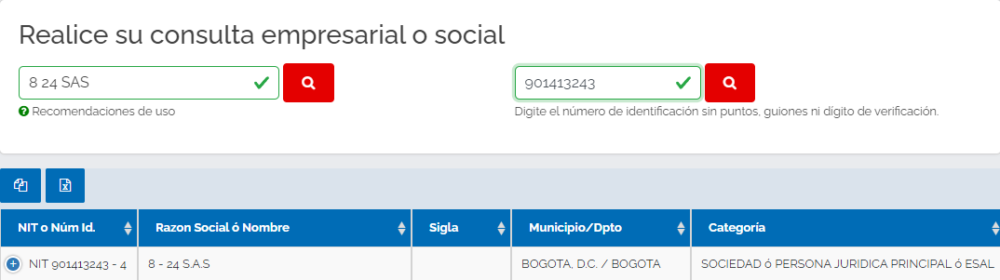 Realice su consulta empresarial o social
8 24 SAS
901413243
Recomendaciones de uso
Digite el número de identificación sin puntos, guiones ni dígito de verificación.
NIT o Núm Id. Razon Social ó Nombre Sigla Municipio/Dpto Categoría
NIT 901413243 - 4 8 - 24 S.A.S BOGOTA, D.C. / BOGOTA SOCIEDAD ó PERSONA JURIDICA PRINCIPAL ó ESAL